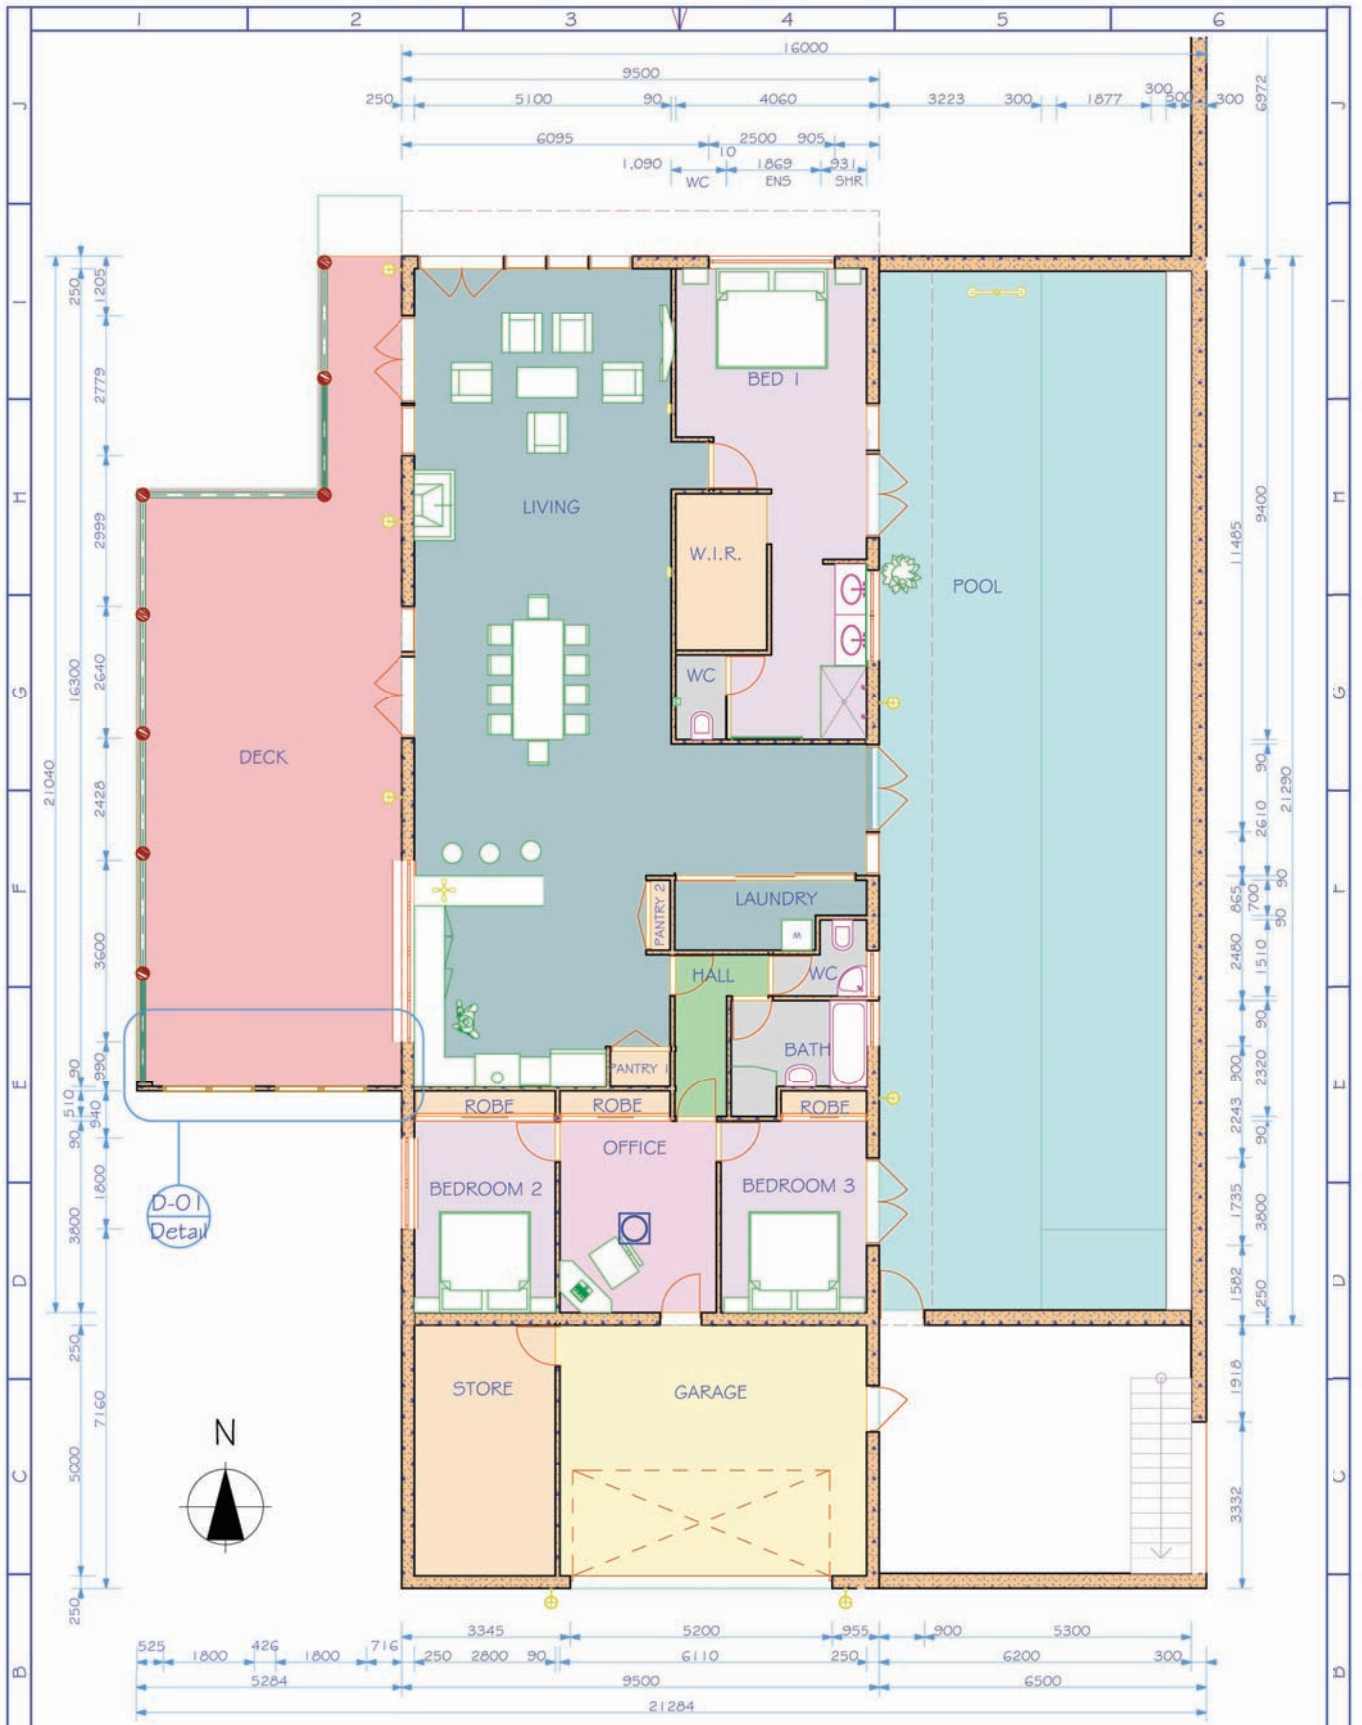 1 2 3 4 5 6
16000
9500
250 5100 90 4060 3223 300 1877 300 500 300
6972
6095 2500 905
10
1,090 1869 931
WC ENS SHR
J J
I I
H H
G G
F F
E E
D D
C C
B B
250 1205
2779
2999
16300 2640
21040
2428
3600
90 990
510 940
90
1800
3800
250
7160
5000
250
BED 1
LIVING
W.I.R.
POOL
WC
DECK
PANTRY 2
LAUNDRY
M
HALL
WC
BATH
PANTRY 1
ROBE ROBE ROBE
OFFICE
BEDROOM 2
BEDROOM 3
D-01
Detail
STORE
GARAGE
N
9400
11485
90
21290
2610
90
865 700
90
2480 1510
90
900 2320
2243 90
1735 3800
1582 250
1918
3332
3345 5200 955 900 5300
525 1800 426 1800 716 250 2800 90 6110 250 6200 300
5284 9500 6500
21284